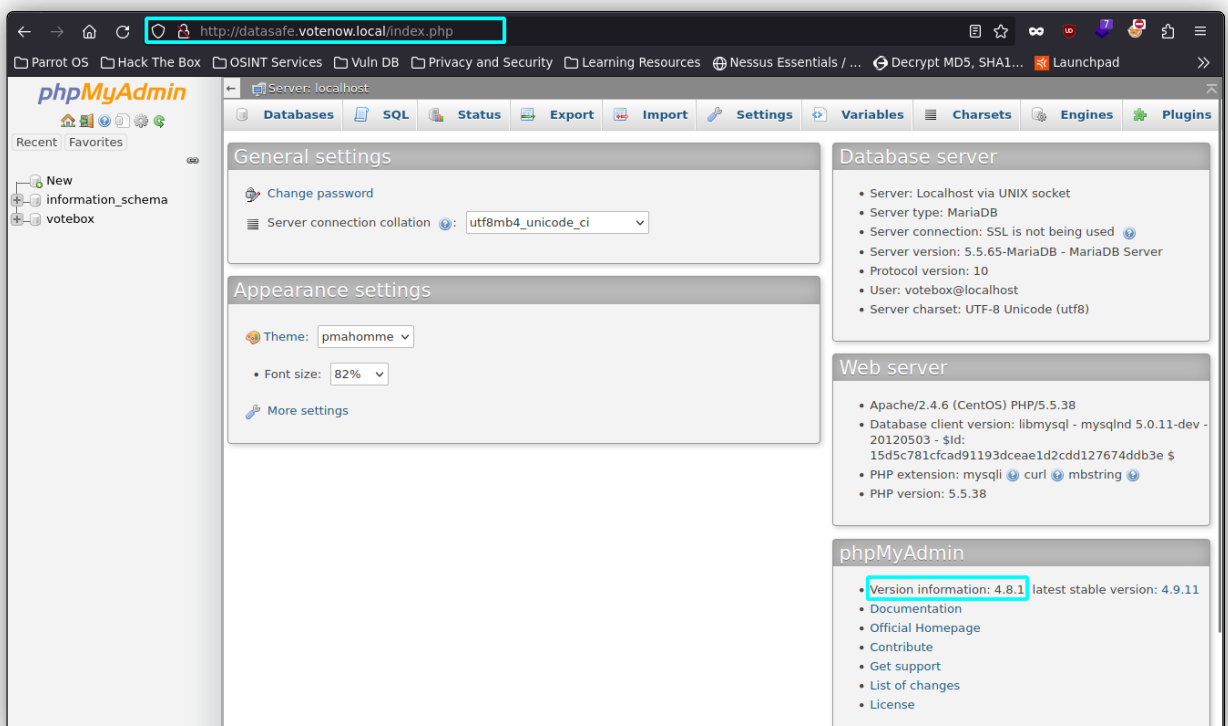 http://datasafe.votenow.local/index.php
7
Parrot OS Hack The Box OSINT Services Vuln DB Privacy and Security Learning Resources Nessus Essentials / ... Decrypt MD5, SHA1... Launchpad
phpMyAdmin
Recent Favorites
New
information_schema
votebox
Server: localhost
Databases SQL Status Export Import Settings Variables Charsets Engines Plugins
General settings
Change password
Server connection collation : utf8mb4_unicode_ci
Appearance settings
Theme: pmahomme
• Font size: 82%
More settings
Database server
• Server: Localhost via UNIX socket
• Server type: MariaDB
• Server connection: SSL is not being used
• Server version: 5.5.65-MariaDB - MariaDB Server
• Protocol version: 10
• User: votebox@localhost
• Server charset: UTF-8 Unicode (utf8)
Web server
• Apache/2.4.6 (CentOS) PHP/5.5.38
• Database client version: libmysql - mysqlnd 5.0.11-dev -
20120503 - $Id:
15d5c781cfcad91193dceae1d2cdd127674ddb3e $
• PHP extension: mysqli curl mbstring
• PHP version: 5.5.38
phpMyAdmin
• Version information: 4.8.1, latest stable version: 4.9.11
• Documentation
• Official Homepage
• Contribute
• Get support
• List of changes
• License